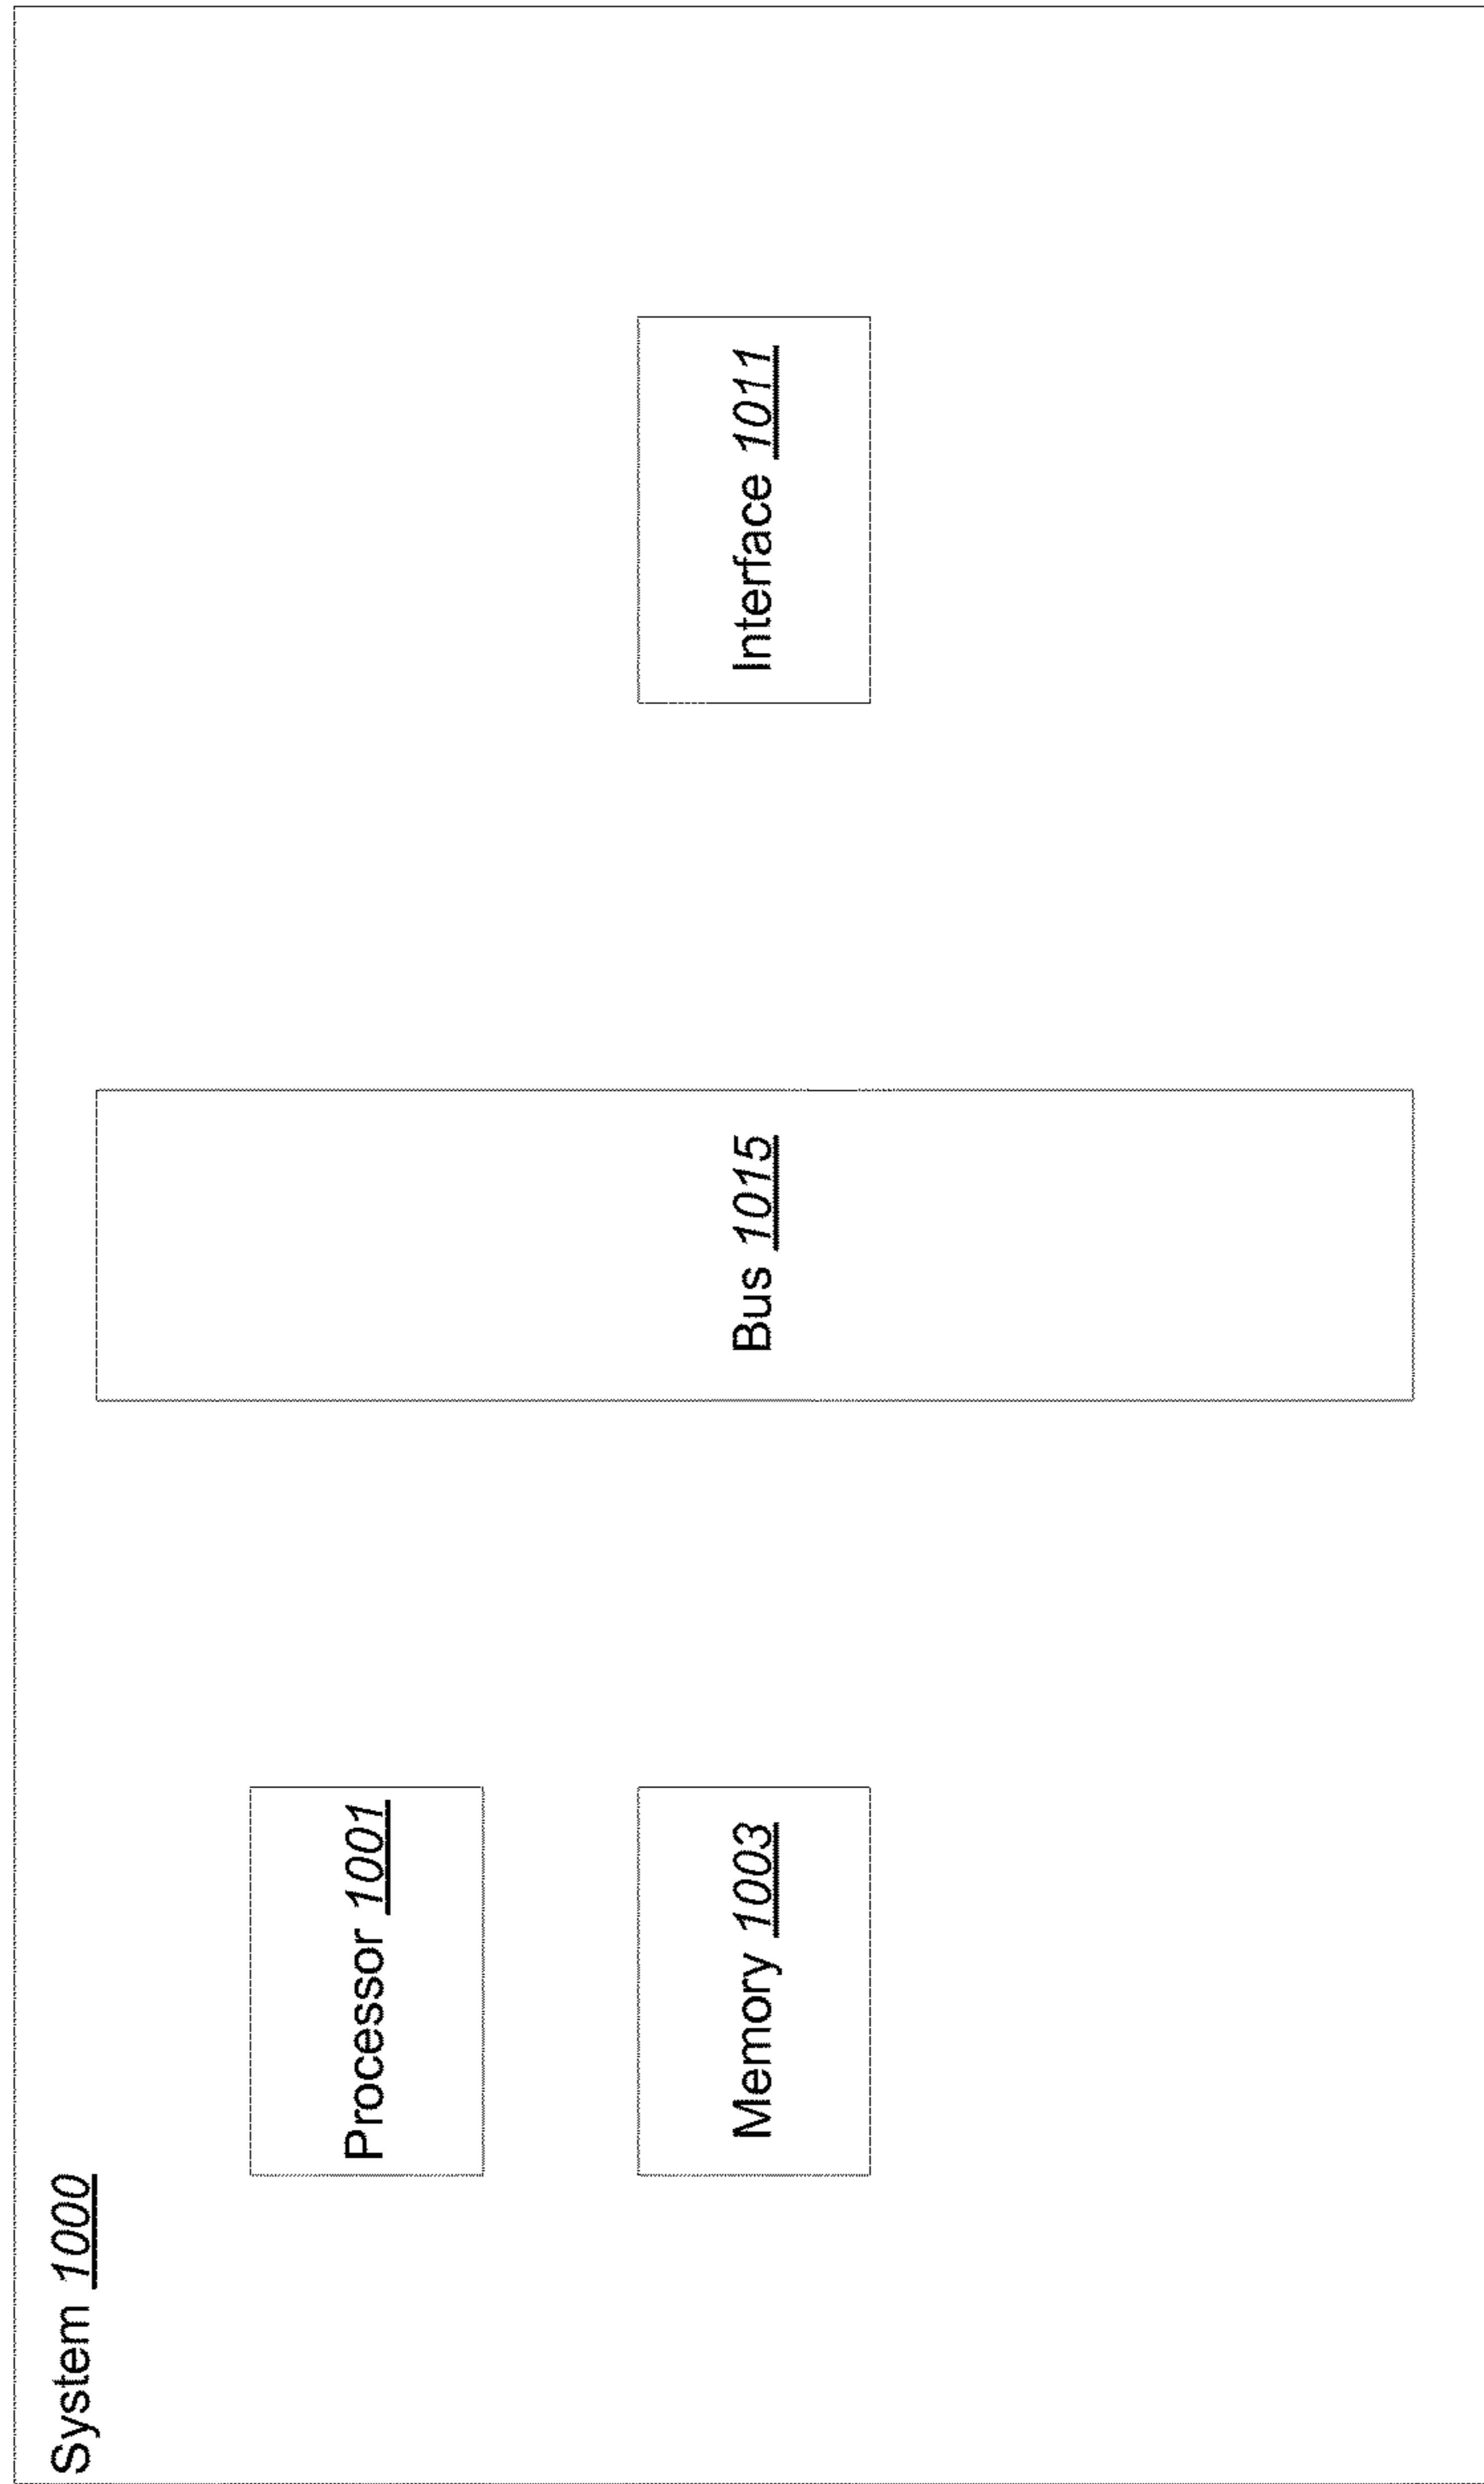 System 1000
Processor 1001
Memory 1003
Bus 1015
Interface 1011